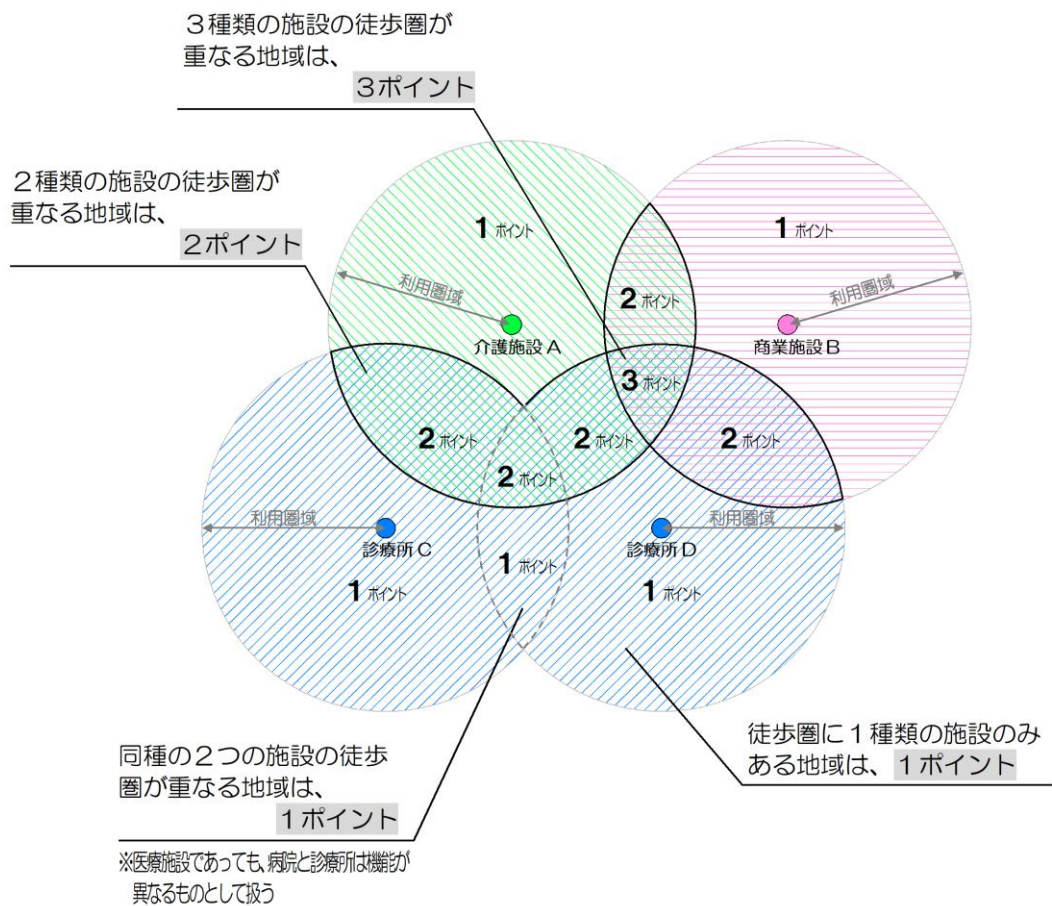 ３種類の施設の徒歩圏が
重なる地域は、
３ポイント
２種類の施設の徒歩圏が
重なる地域は、
２ポイント
1 ポイント
1 ポイント
利用圏域
利用圏域
2 ポイント
介護施設Ａ
商業施設Ｂ
3 ポイント
2 ポイント
2 ポイント
2 ポイント
2 ポイント
利用圏域
利用圏域
診療所Ｃ
診療所Ｄ
1 ポイント
1 ポイント
1 ポイント
同種の２つの施設の徒歩
圏が重なる地域は、
１ポイント
※医療施設であっても、病院と診療所は機能が
異なるものとして扱う
徒歩圏に１種類の施設のみ
ある地域は、１ポイント